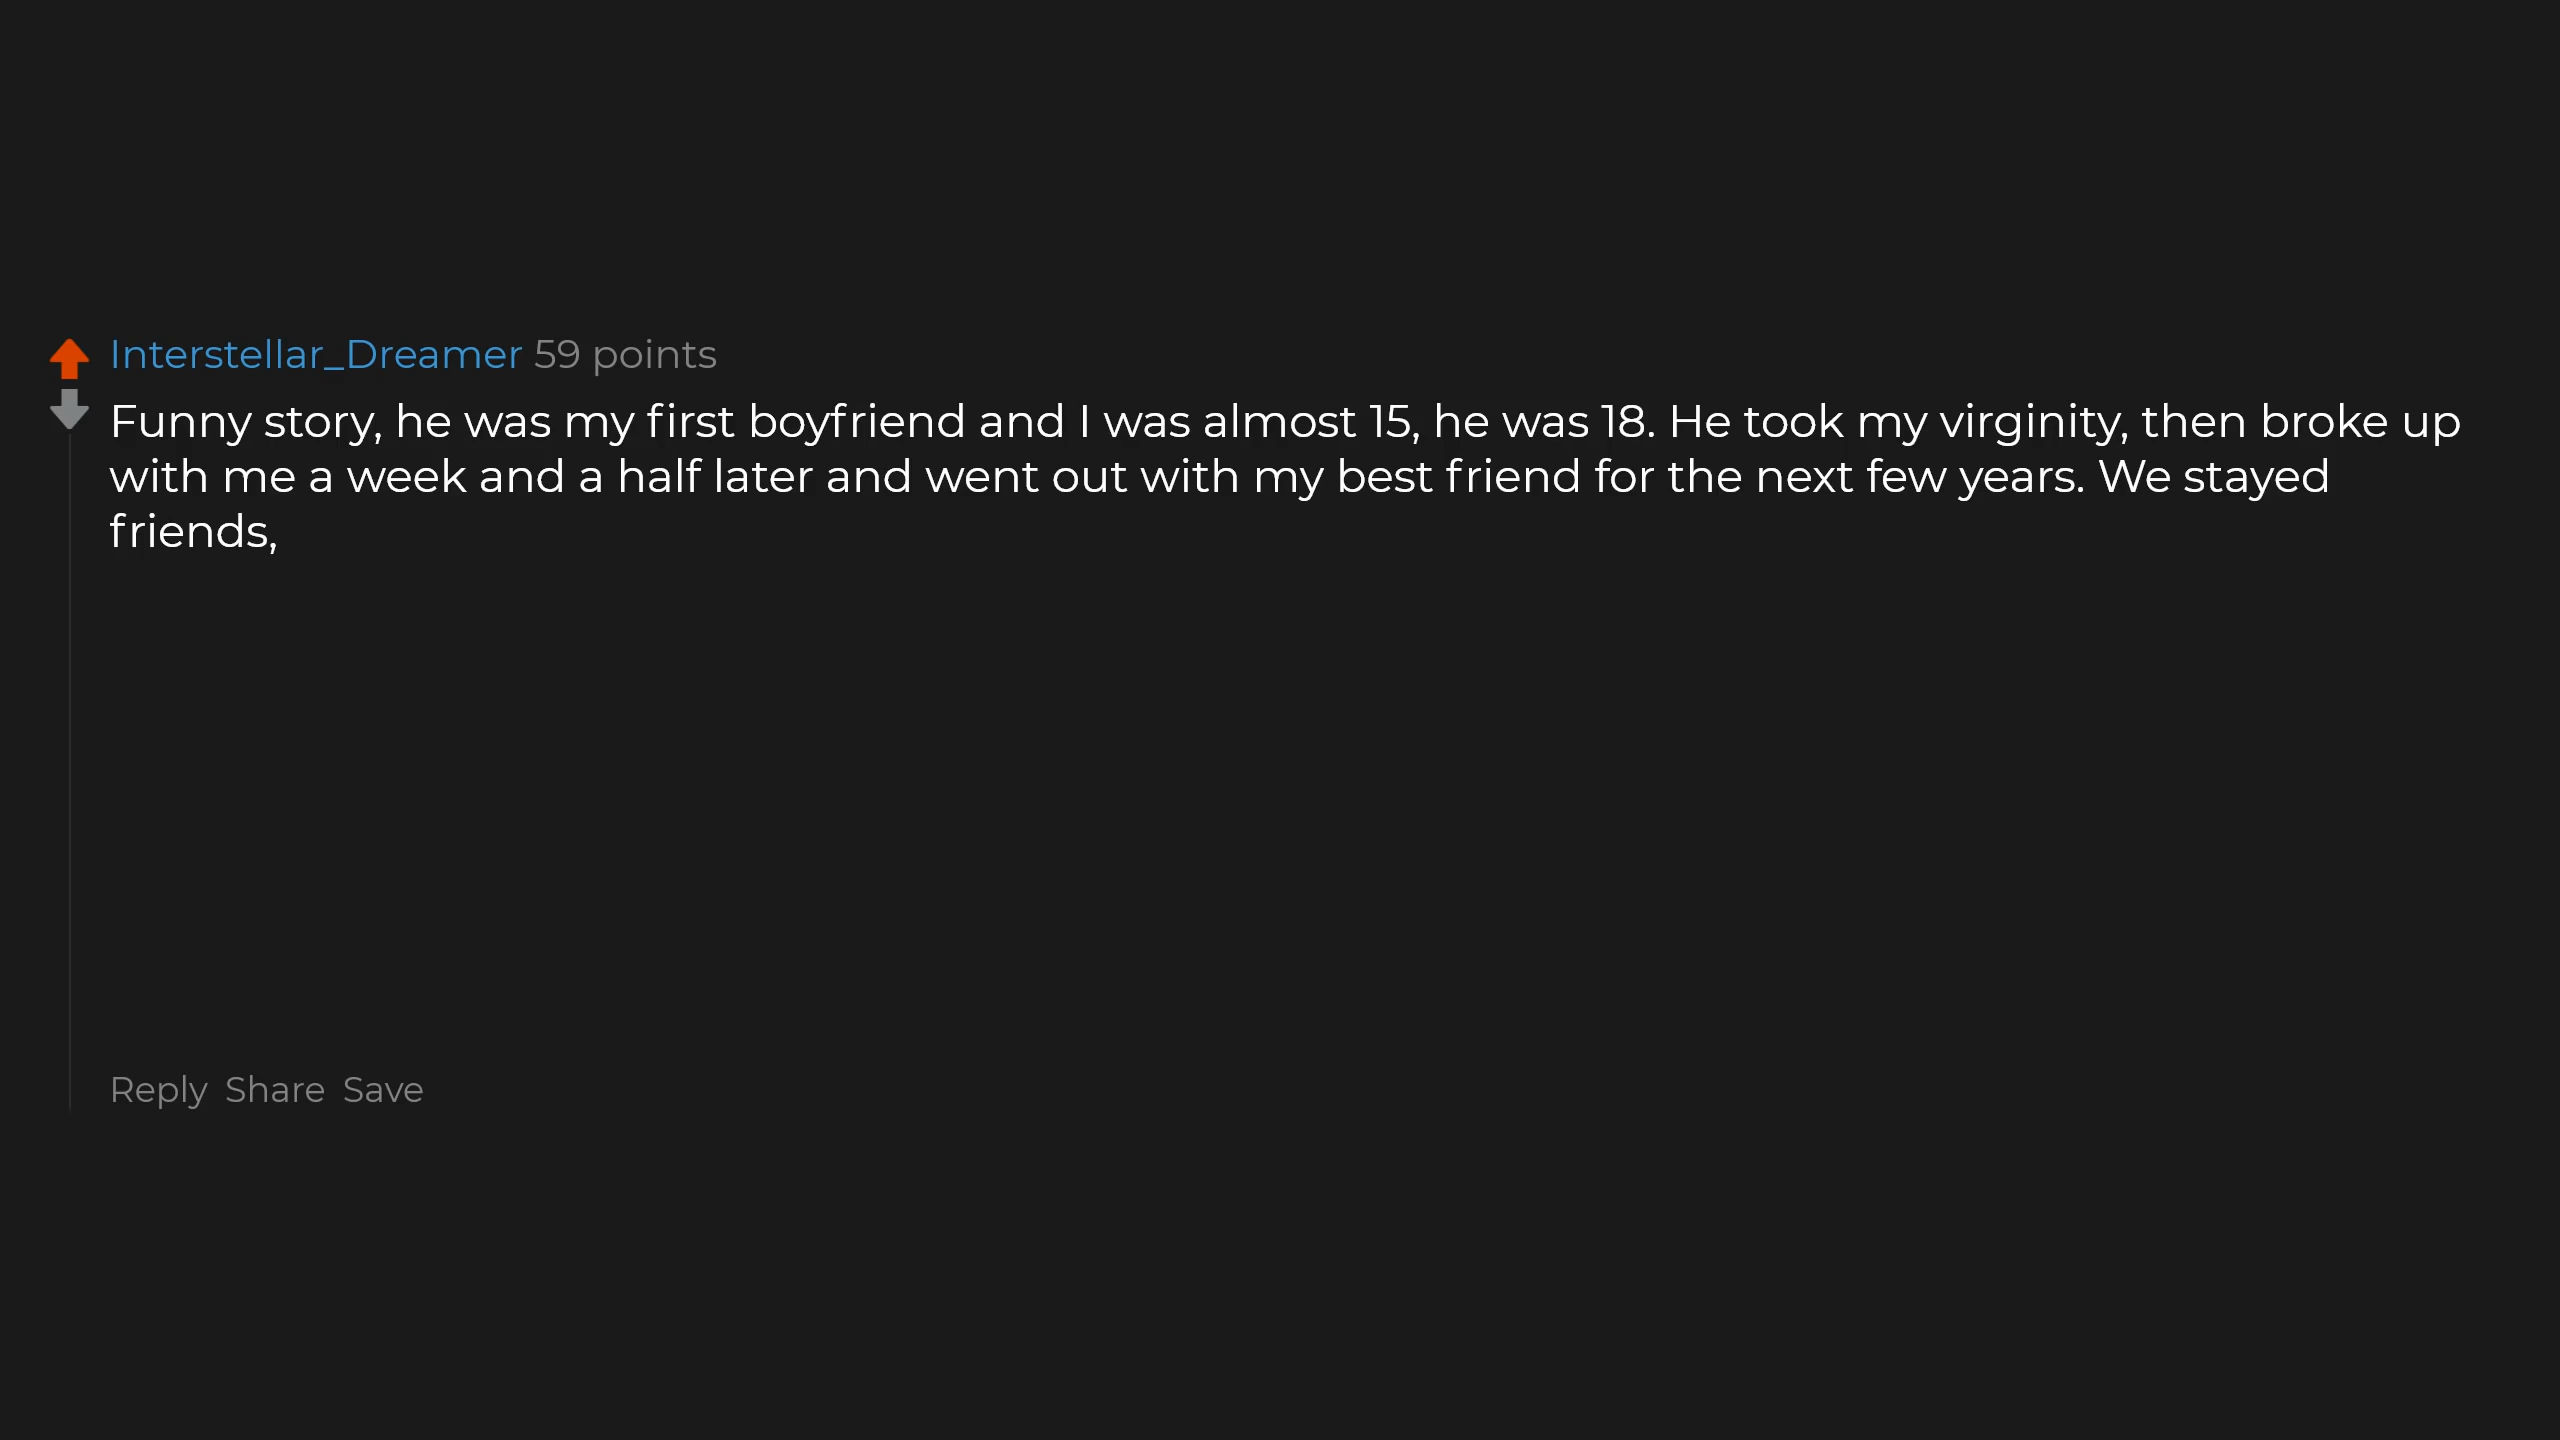 Interstellar_Dreamer 59 points
Funny story, he was my first boyfriend and I was almost 15, he was 18. He took my virginity, then broke up
with me a week and a half later and went out with my best friend for the next few years. We stayed
friends,
Reply Share Save